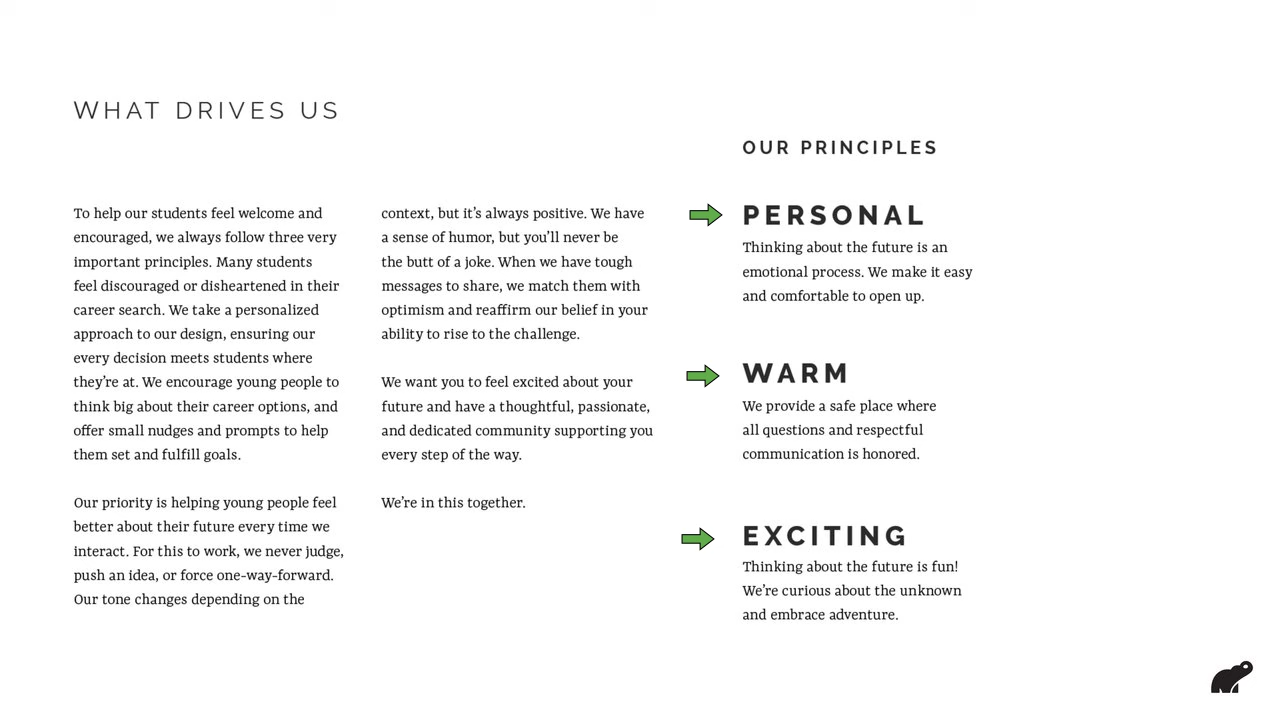 WHAT DRIVES US
To help our students feel welcome and
encouraged, we always follow three very
important principles. Many students
feel discouraged or disheartened in their
career search. We take a personalized
approach to our design, ensuring our
every decision meets students where
they’re at. We encourage young people to
think big about their career options, and
offer small nudges and prompts to help
them set and fulfill goals.
Our priority is helping young people feel
better about their future every time we
interact. For this to work, we never judge,
push an idea, or force one-way-forward.
Our tone changes depending on the
context, but it’s always positive. We have
a sense of humor, but you’ll never be
the butt of a joke. When we have tough
messages to share, we match them with
optimism and reaffirm our belief in your
ability to rise to the challenge.
We want you to feel excited about your
future and have a thoughtful, passionate,
and dedicated community supporting you
every step of the way.
We’re in this together.
OUR PRINCIPLES
PERSONAL
Thinking about the future is an
emotional process. We make it easy
and comfortable to open up.
WARM
We provide a safe place where
all questions and respectful
communication is honored.
EXCITING
Thinking about the future is fun!
We’re curious about the unknown
and embrace adventure.